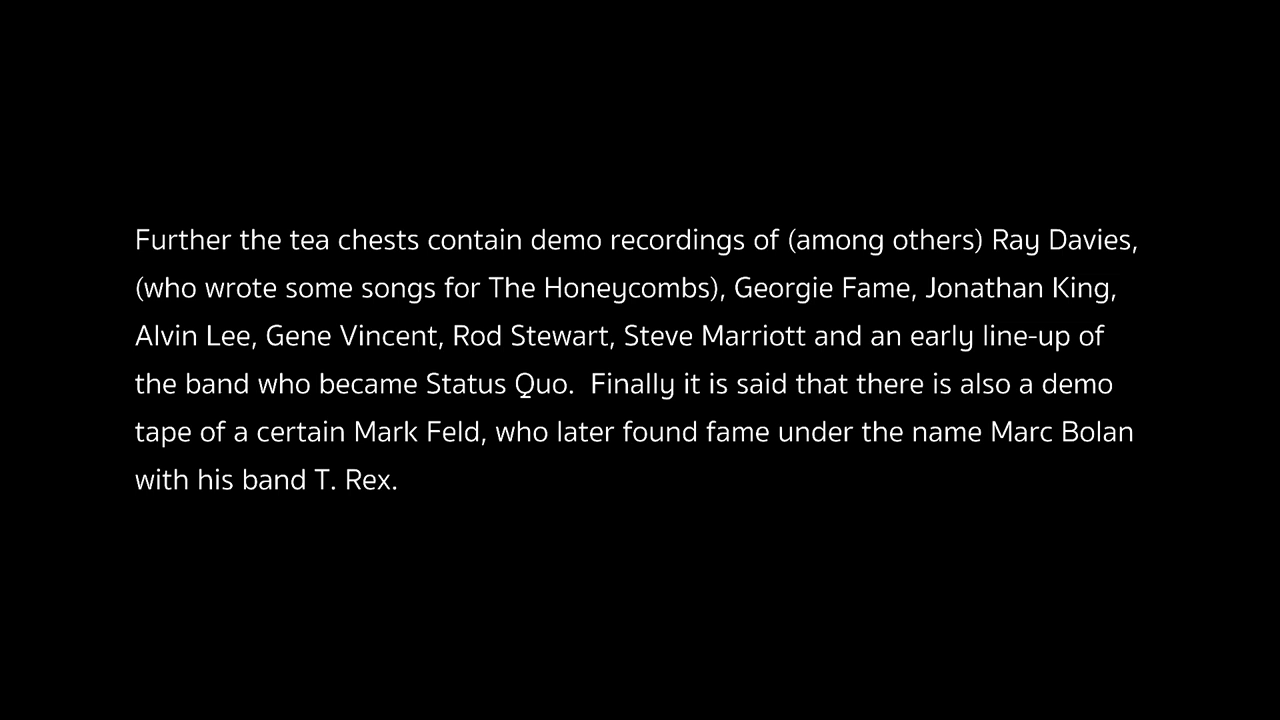 Further the tea chests contain demo recordings of (among others) Ray Davies,
(who wrote some songs for The Honeycombs), Georgie Fame, Jonathan King,
Alvin Lee, Gene Vincent, Rod Stewart, Steve Marriott and an early line-up of
the band who became Status Quo.  Finally it is said that there is also a demo
tape of a certain Mark Feld, who later found fame under the name Marc Bolan
with his band T. Rex.